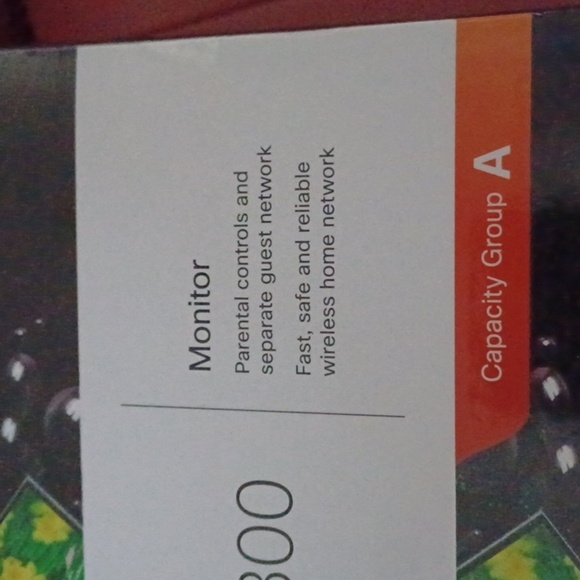 Monitor
Parental controls and
separate guest network
Fast, safe and reliable
wireless home network
Capacity Group A
300